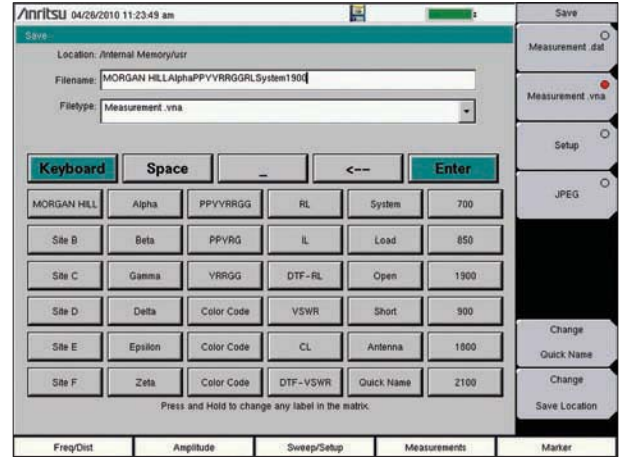 Anritsu 04/26/2010 11:23:49 am
Save
Save
Location: /Internal Memory/usr
Filename: MORGAN HILLAlphaPPVYRRGGRLSystem1900
Filetype: Measurement .vna
Keyboard Space _ <-- Enter
MORGAN HILL Alpha PPVYRRGG RL System 700
Site B Beta PPVRG IL Load 850
Site C Gamma YRRGG DTF-RL Open 1900
Site D Delta Color Code VSWR Short 900
Site E Epsilon Color Code CL Antenna 1800
Site F Zeta Color Code DTF-VSWR Quick Name 2100
Press and Hold to change any label in the matrix.
Measurement .dat
Measurement .vna
Setup
JPEG
Change
Quick Name
Change
Save Location
Freq/Dist Amplitude Sweep/Setup Measurements Marker